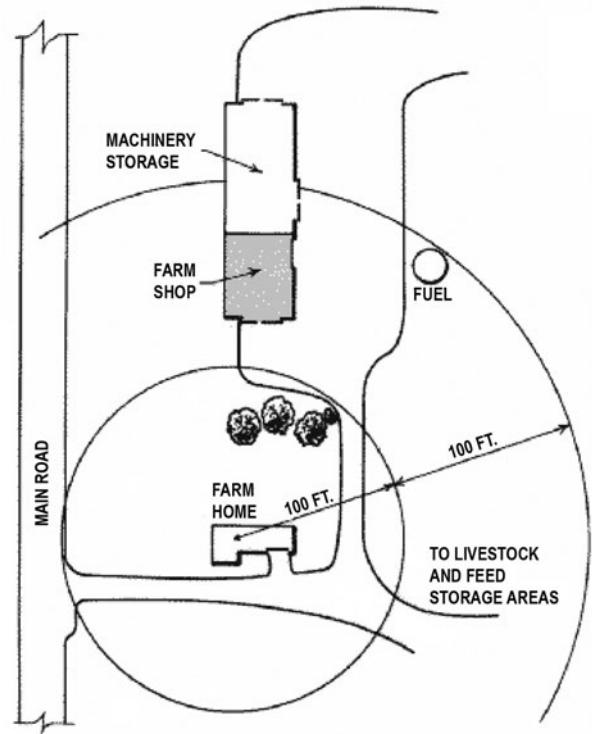 MACHINERY
STORAGE
FARM
SHOP
FUEL
MAIN ROAD
100 FT.
FARM
HOME
100 FT.
TO LIVESTOCK
AND FEED
STORAGE AREAS